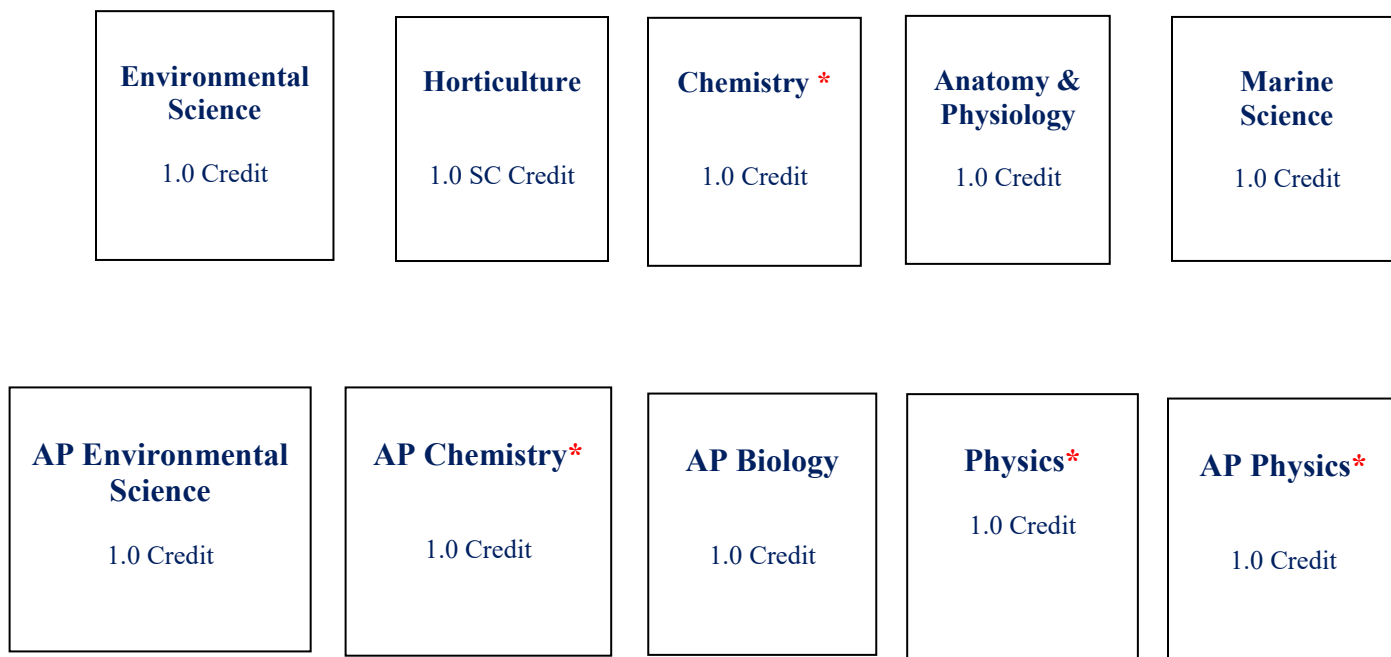 Environmental
Science
1.0 Credit
Horticulture
1.0 SC Credit
Chemistry *
1.0 Credit
Anatomy &
Physiology
1.0 Credit
Marine
Science
1.0 Credit
AP Environmental
Science
1.0 Credit
AP Chemistry*
1.0 Credit
AP Biology
1.0 Credit
Physics*
1.0 Credit
AP Physics*
1.0 Credit